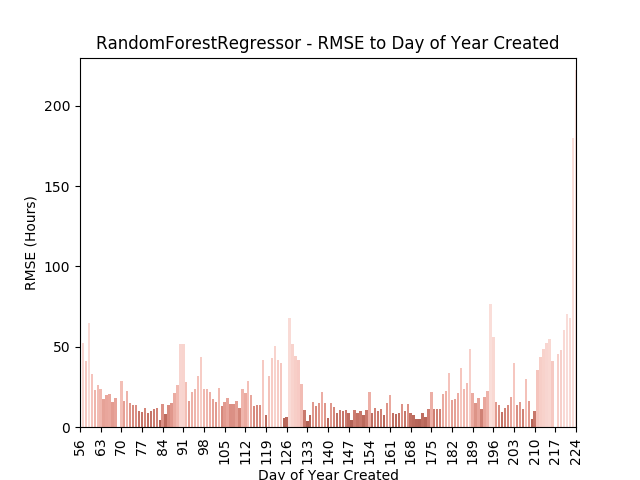 RandomForestRegressor - RMSE to Day of Year Created
RMSE (Hours)
200
150
100
50
0
56 63 70 77 84 91 98 105 112 119 126 133 140 147 154 161 168 175 182 189 196 203 210 217 224
Day of Year Created